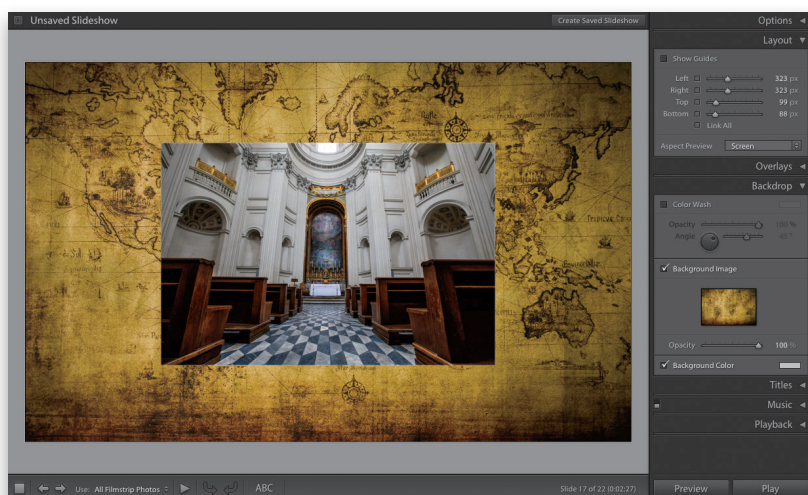 Unsaved Slideshow
Create Saved Slideshow
Options
Layout
Show Guides
Left 323 px
Right 323 px
Top 99 px
Bottom 88 px
Link All
Aspect Preview Screen
Overlays
Backdrop
Color Wash
Opacity 100 %
Angle 45 °
Background Image
Opacity 100 %
Background Color
Titles
Music
Playback
Use: All Filmstrip Photos
ABC
Slide 17 of 22 (0:02:27)
Preview
Play